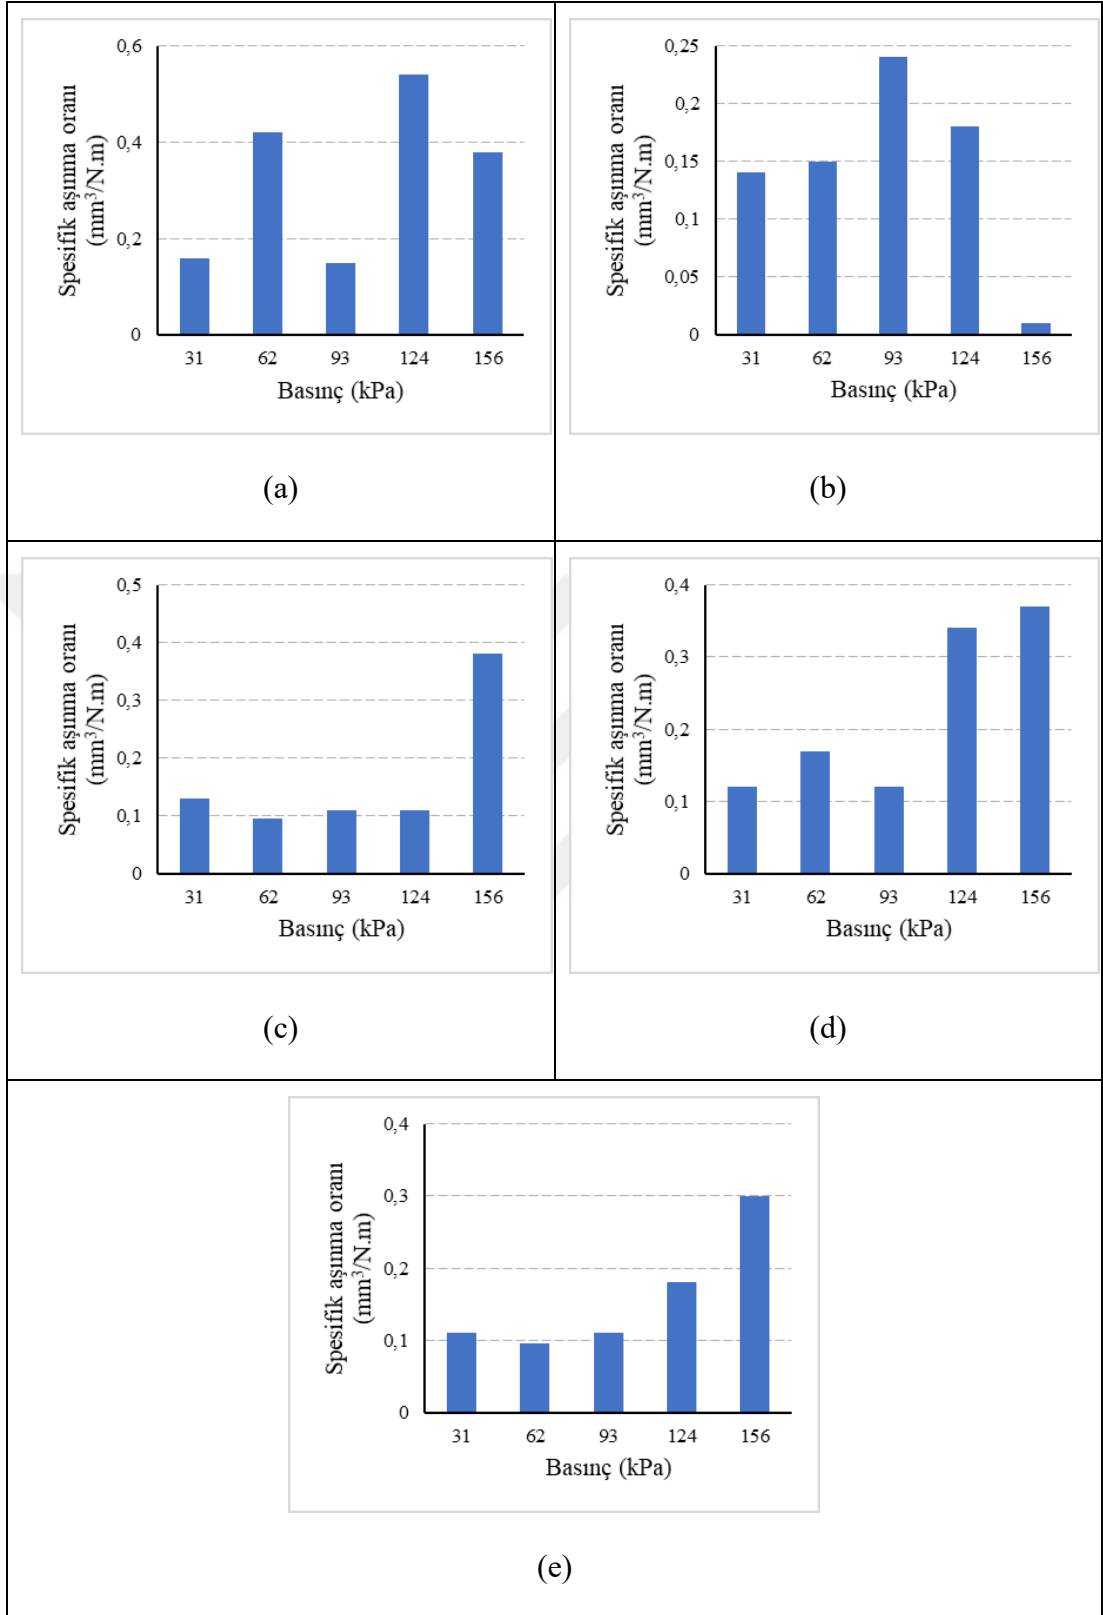 Spesifik aşınma oranı
(mm³/N.m)
0,6
0,4
0,2
0
31 62 93 124 156
Basınç (kPa)
(a)
Spesifik aşınma oranı
(mm³/N.m)
0,25
0,2
0,15
0,1
0,05
0
31 62 93 124 156
Basınç (kPa)
(b)
Spesifik aşınma oranı
(mm³/N.m)
0,5
0,4
0,3
0,2
0,1
0
31 62 93 124 156
Basınç (kPa)
(c)
Spesifik aşınma oranı
(mm³/N.m)
0,4
0,3
0,2
0,1
0
31 62 93 124 156
Basınç (kPa)
(d)
Spesifik aşınma oranı
(mm³/N.m)
0,4
0,3
0,2
0,1
0
31 62 93 124 156
Basınç (kPa)
(e)